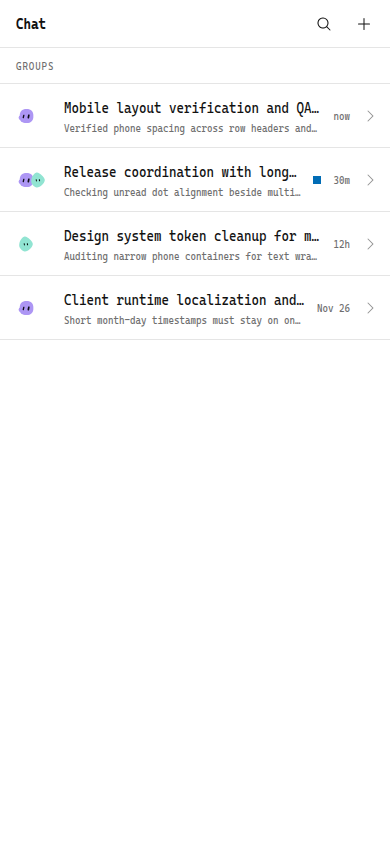 Chat
GROUPS
Mobile layout verification and QA…
now
Verified phone spacing across row headers and…
Release coordination with long…
30m
Checking unread dot alignment beside multi…
Design system token cleanup for m…
12h
Auditing narrow phone containers for text wra…
Client runtime localization and…
Nov 26
Short month–day timestamps must stay on on…